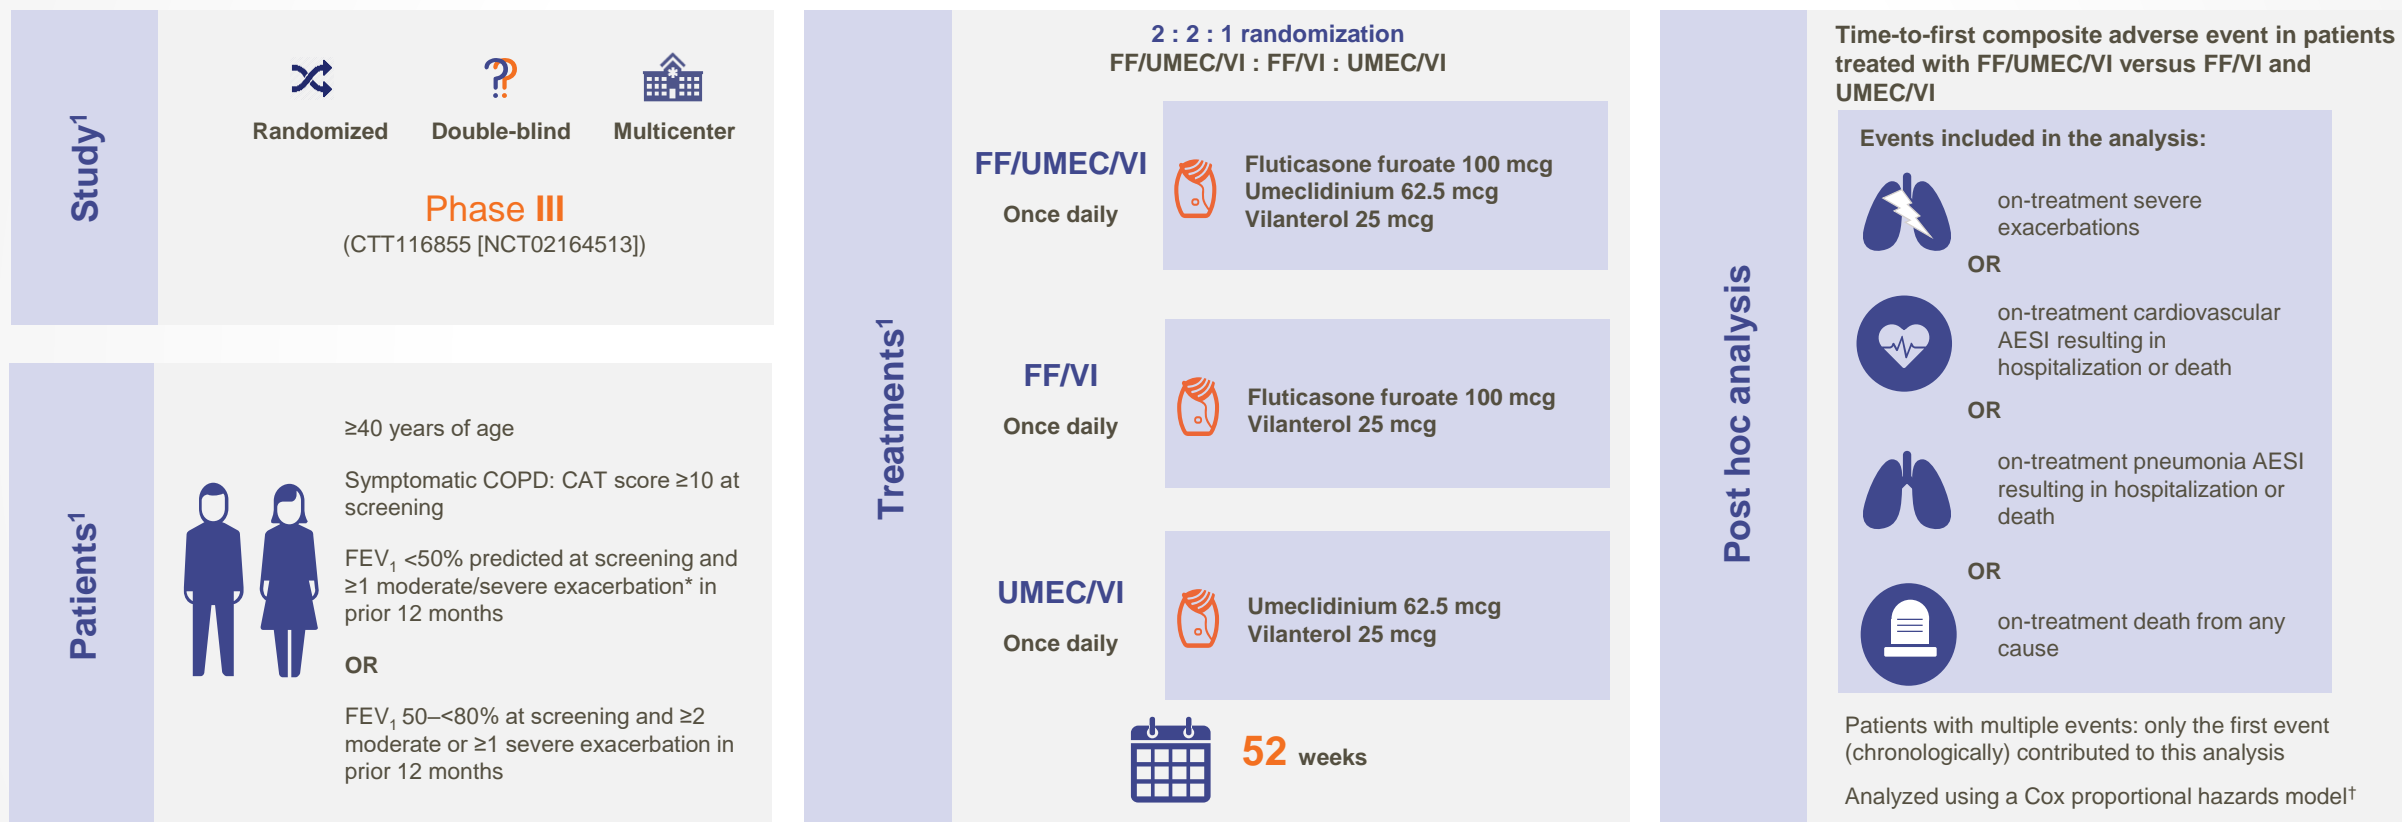 Study¹
Randomized
Double-blind
Multicenter
Phase III
(CTT116855 [NCT02164513])
Patients¹
≥40 years of age
Symptomatic COPD: CAT score ≥10 at
screening
FEV₁ <50% predicted at screening and
≥1 moderate/severe exacerbation* in
prior 12 months
OR
FEV₁ 50–<80% at screening and ≥2
moderate or ≥1 severe exacerbation in
prior 12 months
Treatments¹
2 : 2 : 1 randomization
FF/UMEC/VI : FF/VI : UMEC/VI
FF/UMEC/VI
Once daily
Fluticasone furoate 100 mcg
Umeclidinium 62.5 mcg
Vilanterol 25 mcg
FF/VI
Once daily
Fluticasone furoate 100 mcg
Vilanterol 25 mcg
UMEC/VI
Once daily
Umeclidinium 62.5 mcg
Vilanterol 25 mcg
52 weeks
Post hoc analysis
Time-to-first composite adverse event in patients
treated with FF/UMEC/VI versus FF/VI and
UMEC/VI
Events included in the analysis:
on-treatment severe
exacerbations
OR
on-treatment cardiovascular
AESI resulting in
hospitalization or death
OR
on-treatment pneumonia AESI
resulting in hospitalization or
death
OR
on-treatment death from any
cause
Patients with multiple events: only the first event
(chronologically) contributed to this analysis
Analyzed using a Cox proportional hazards model†